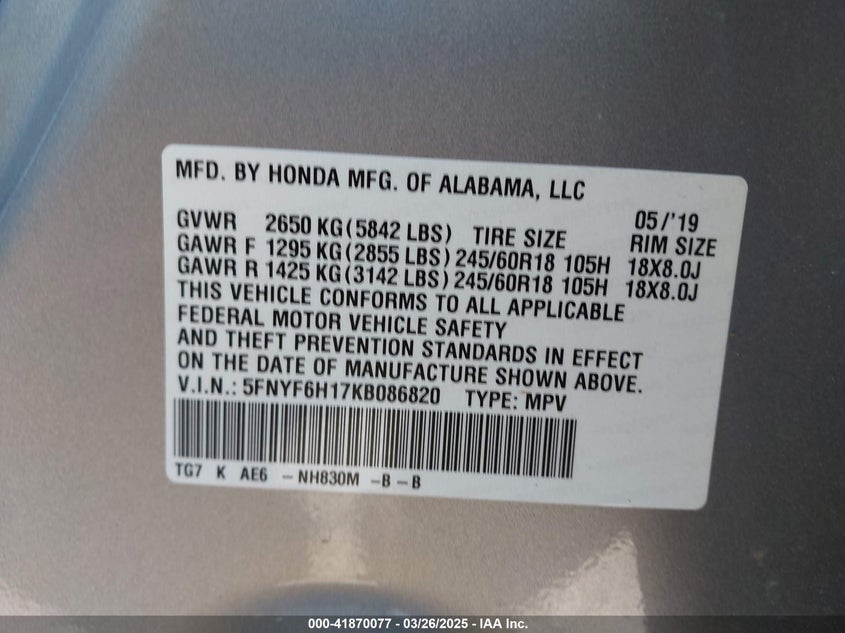 MFD. BY HONDA MFG. OF ALABAMA, LLC
05/'19
GVWR 2650 KG(5842 LBS) TIRE SIZE RIM SIZE
GAWR F 1295 KG(2855 LBS) 245/60R18 105H 18X8.0J
GAWR R 1425 KG(3142 LBS) 245/60R18 105H 18X8.0J
THIS VEHICLE CONFORMS TO ALL APPLICABLE
FEDERAL MOTOR VEHICLE SAFETY
AND THEFT PREVENTION STANDARDS IN EFFECT
ON THE DATE OF MANUFACTURE SHOWN ABOVE.
V.I.N.: 5FNYF6H17KB086820 TYPE: MPV
TG7 K AE6 -NH830M -B-B
000-41870077 - 03/26/2025 - IAA Inc.